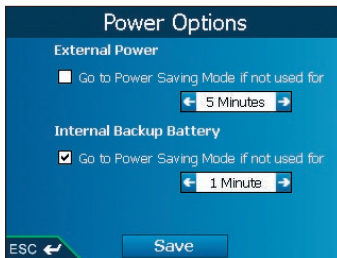 Power Options
External Power
Go to Power Saving Mode if not used for
5 Minutes
Internal Backup Battery
Go to Power Saving Mode if not used for
1 Minute
ESC Save